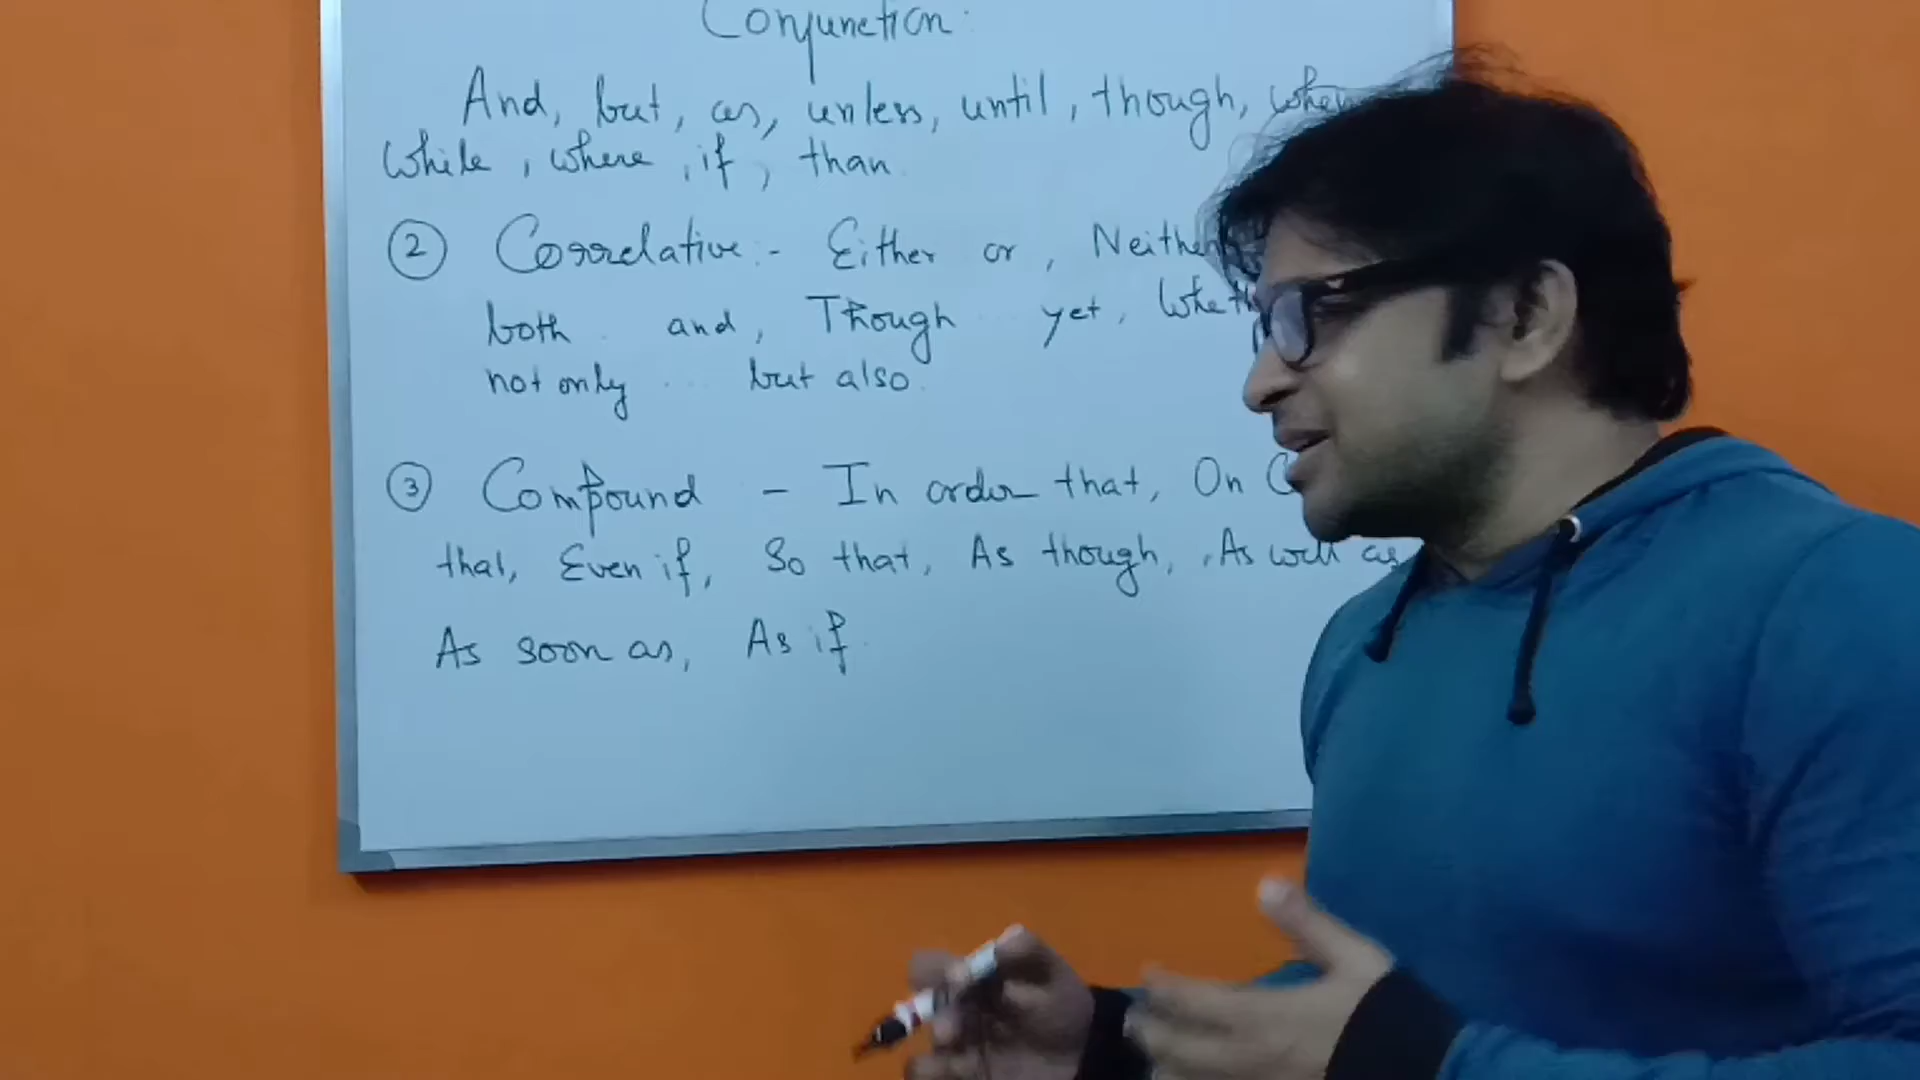 Conjunction:
And, but, as, unless, until, though, when
While, where, if, than.
② Correlative:- Either or, Neither
both and, Though yet,
not only ... but also.
③ Compound - In order that, On
that, Even if, So that, As though, As well as
As soon as, As if